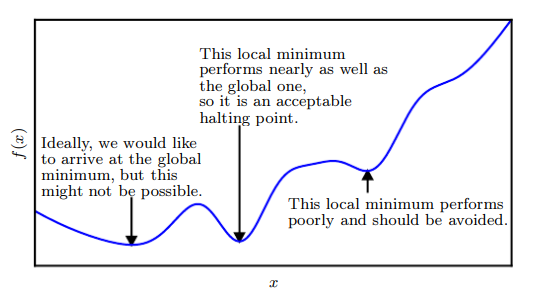 This local minimum
performs nearly as well as
the global one,
so it is an acceptable
halting point.
Ideally, we would like
to arrive at the global
minimum, but this
might not be possible.
This local minimum performs
poorly and should be avoided.
f(x)
x